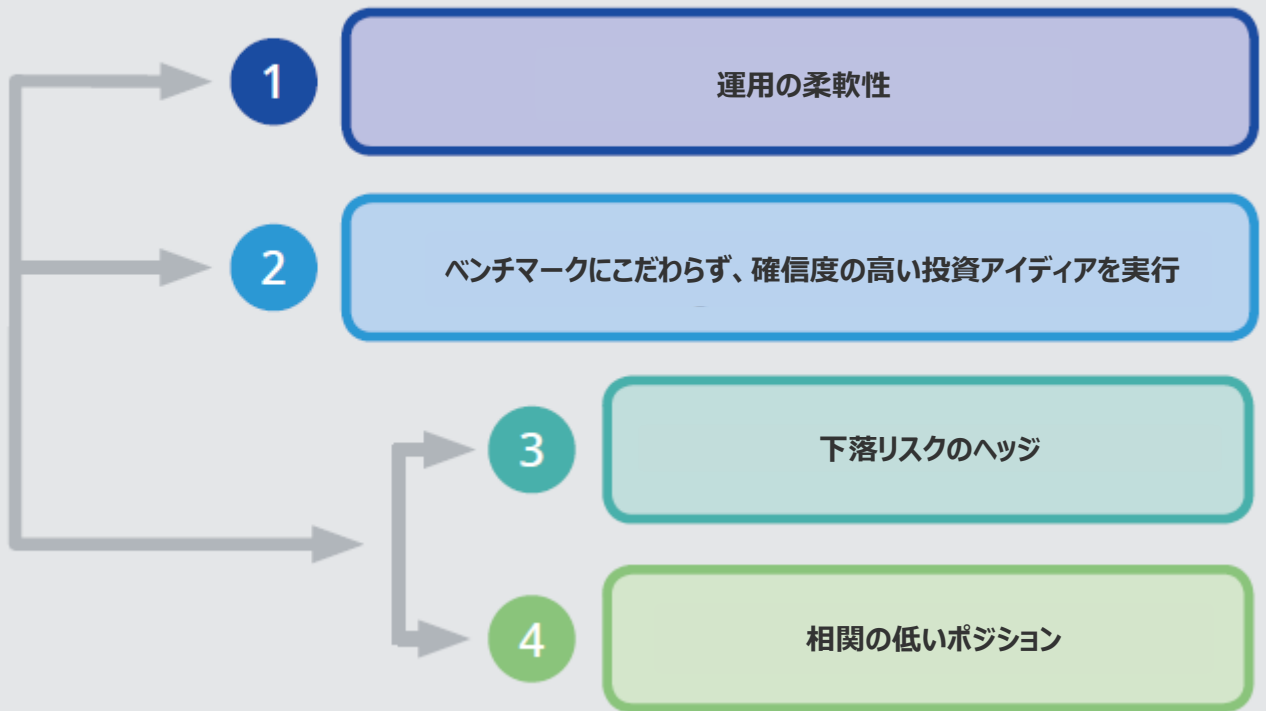 1
運用の柔軟性
2
ベンチマークにこだわらず、確信度の高い投資アイディアを実行
3
下落リスクのヘッジ
4
相関の低いポジション